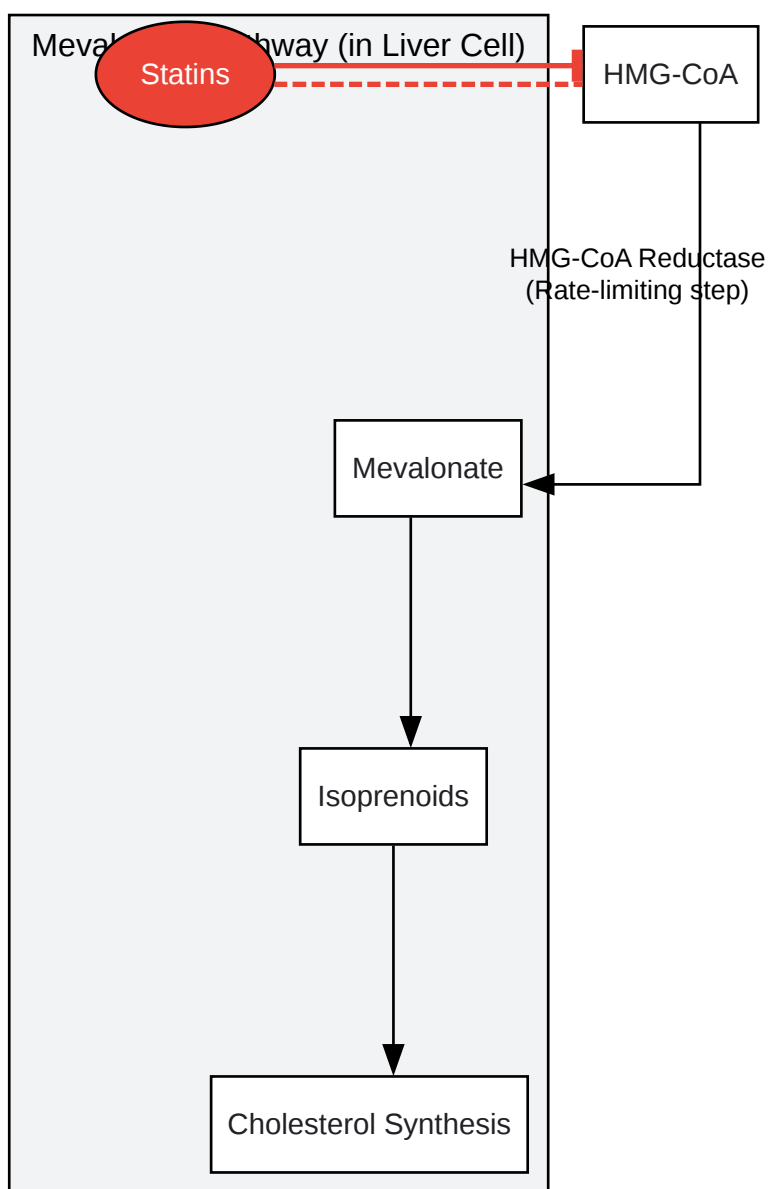 Meval thway (in Liver Cell)
Statins
HMG-CoA
HMG-CoA Reductase
(Rate-limiting step)
Mevalonate
Isoprenoids
Cholesterol Synthesis